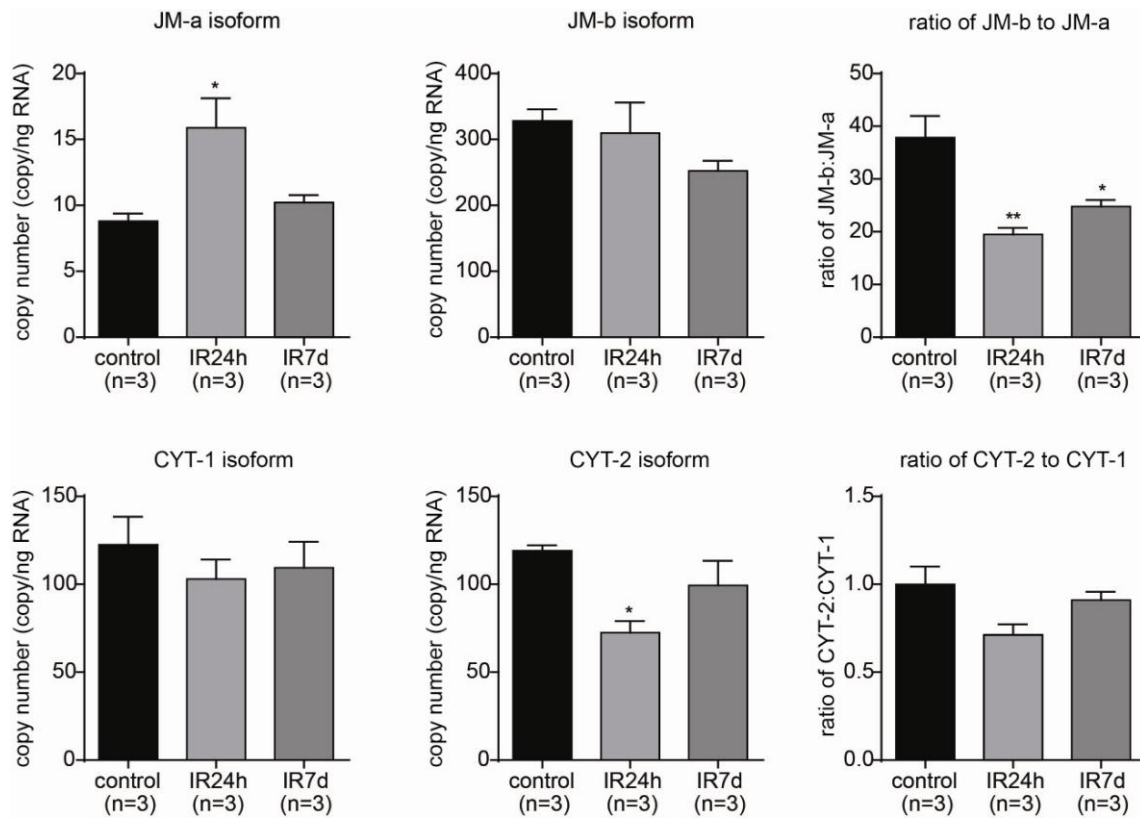 JM-a isoform
copy number (copy/ng RNA)
20
15
10
5
0
*
control
(n=3)
IR24h
(n=3)
IR7d
(n=3)
JM-b isoform
copy number (copy/ng RNA)
400
300
200
100
0
control
(n=3)
IR24h
(n=3)
IR7d
(n=3)
ratio of JM-b to JM-a
ratio of JM-b:JM-a
50
40
30
20
10
0
**
*
control
(n=3)
IR24h
(n=3)
IR7d
(n=3)
CYT-1 isoform
copy number (copy/ng RNA)
150
100
50
0
control
(n=3)
IR24h
(n=3)
IR7d
(n=3)
CYT-2 isoform
copy number (copy/ng RNA)
150
100
50
0
*
control
(n=3)
IR24h
(n=3)
IR7d
(n=3)
ratio of CYT-2 to CYT-1
ratio of CYT-2:CYT-1
1.5
1.0
0.5
0.0
control
(n=3)
IR24h
(n=3)
IR7d
(n=3)